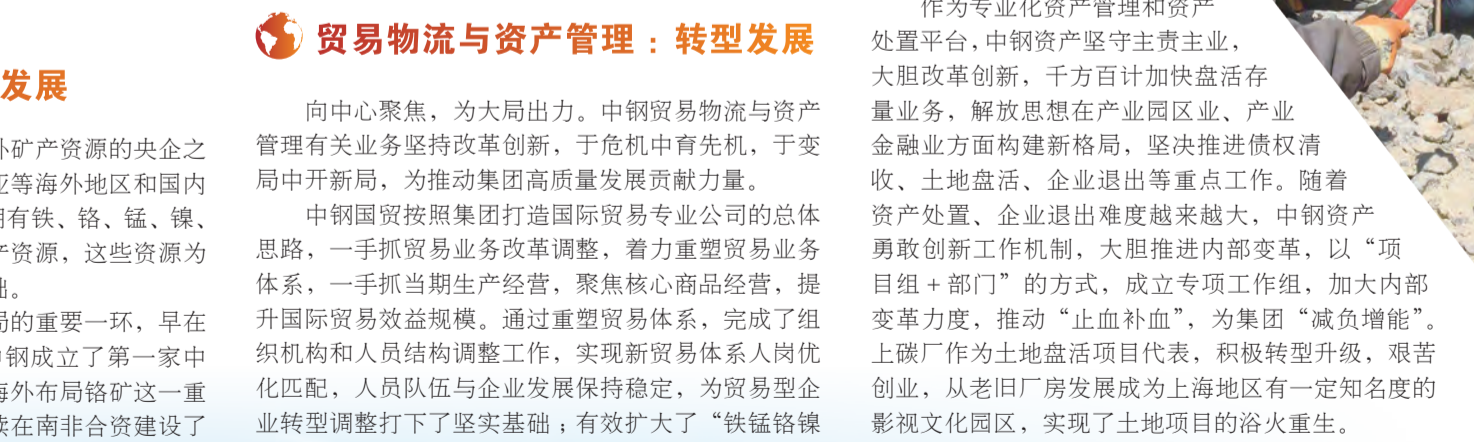 发展
外矿产资源的央企之
亚等海外地区和国内
拥有铁、铬、锰、镍、
产资源，这些资源为
础。
局的重要一环，早在
中钢成立了第一家中
海外布局铬矿这一重
续在南非合资建设了
贸易物流与资产管理：转型发展
向中心聚焦，为大局出力。中钢贸易物流与资产
管理有关业务坚持改革创新，于危机中育先机，于变
局中开新局，为推动集团高质量发展贡献力量。
中钢国贸按照集团打造国际贸易专业公司的总体
思路，一手抓贸易业务改革调整，着力重塑贸易业务
体系，一手抓当期生产经营，聚焦核心商品经营，提
升国际贸易效益规模。通过重塑贸易体系，完成了组
织机构和人员结构调整工作，实现新贸易体系人岗优
化匹配，人员队伍与企业发展保持稳定，为贸易型企
业转型调整打下了坚实基础；有效扩大了“铁锰铬镍
作为专业化资产管理和资产
处置平台，中钢资产坚守主责主业，
大胆改革创新，千方百计加快盘活存
量业务，解放思想在产业园区业、产业
金融业方面构建新格局，坚决推进债权清
收、土地盘活、企业退出等重点工作。随着
资产处置、企业退出难度越来越大，中钢资产
勇敢创新工作机制，大胆推进内部变革，以“项
目组+部门”的方式，成立专项工作组，加大内部
变革力度，推动“止血补血”，为集团“减负增能”。
上碳厂作为土地盘活项目代表，积极转型升级，艰苦
创业，从老旧厂房发展成为上海地区有一定知名度的
影视文化园区，实现了土地项目的浴火重生。